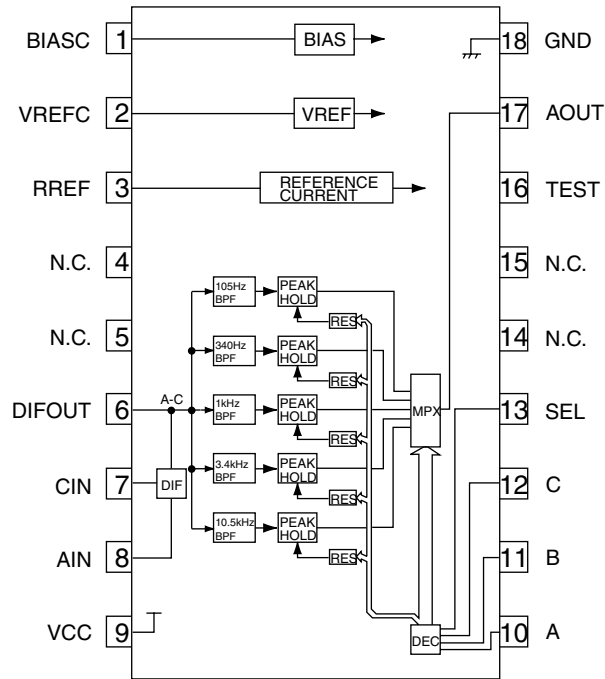 BIASC 1 BIAS 18 GND
VREFC 2 VREF 17 AOUT
RREF 3 REFERENCE CURRENT 16 TEST
N.C. 4 15 N.C.
105Hz BPF PEAK HOLD
RES
N.C. 5 14 N.C.
340Hz BPF PEAK HOLD
RES
DIFOUT 6 A-C 1kHz BPF PEAK HOLD MPX 13 SEL
RES
CIN 7 DIF 3.4kHz BPF PEAK HOLD 12 C
RES
10.5kHz BPF PEAK HOLD
AIN 8 RES 11 B
VCC 9 DEC 10 A